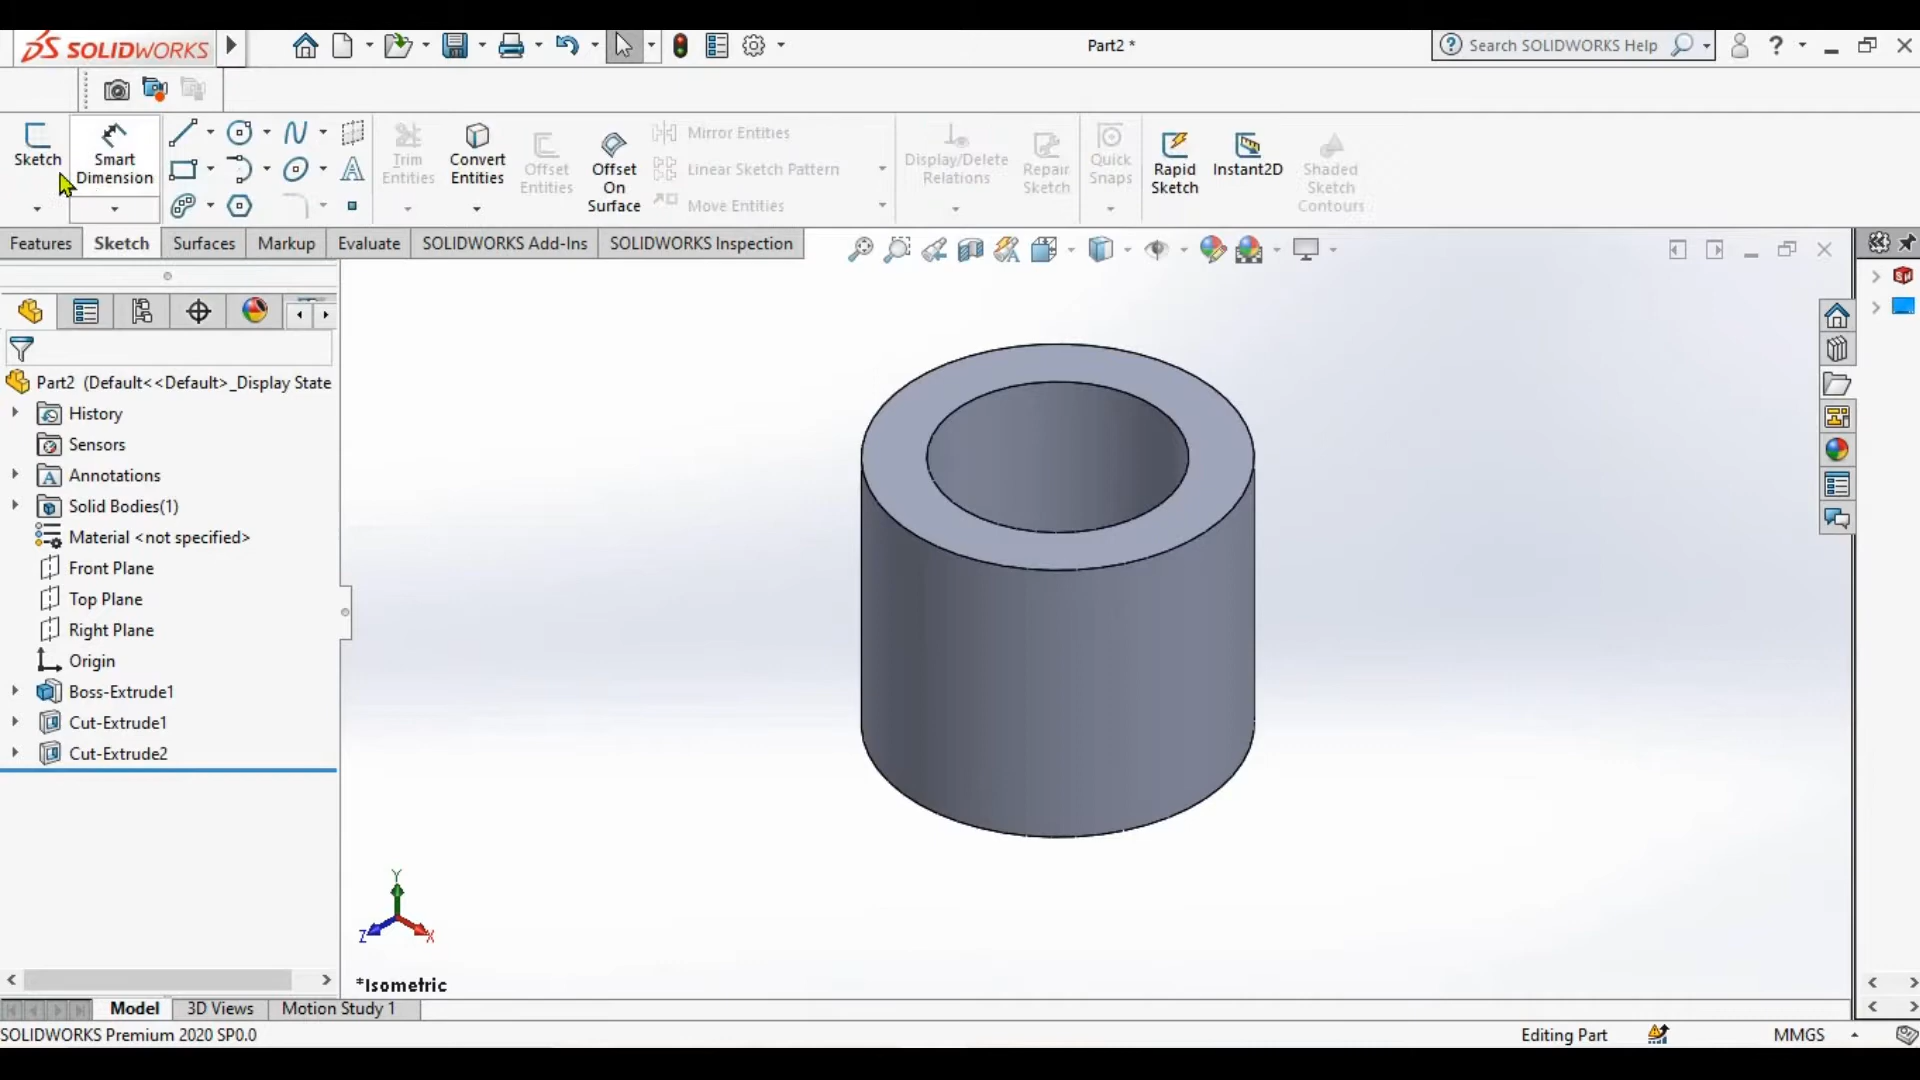 SOLIDWORKS
Part2 *
Search SOLIDWORKS Help
?
Sketch
Smart Dimension
Trim Entities
Convert Entities
Offset Entities
Offset On Surface
Mirror Entities
Linear Sketch Pattern
Move Entities
Display/Delete Relations
Repair Sketch
Quick Snaps
Rapid Sketch
Instant2D
Shaded Sketch Contours
Features
Sketch
Surfaces
Markup
Evaluate
SOLIDWORKS Add-Ins
SOLIDWORKS Inspection
Part2 (Default<<Default>_Display State
History
Sensors
Annotations
Solid Bodies(1)
Material <not specified>
Front Plane
Top Plane
Right Plane
Origin
Boss-Extrude1
Cut-Extrude1
Cut-Extrude2
Y
Z
X
*Isometric
Model
3D Views
Motion Study 1
SOLIDWORKS Premium 2020 SP0.0
Editing Part
MMGS